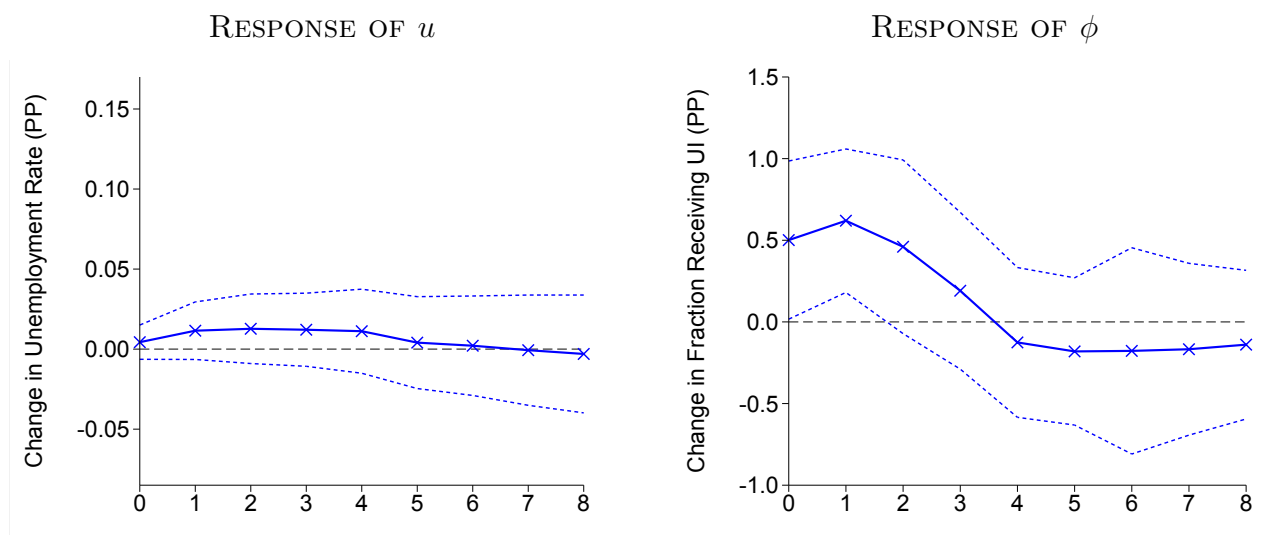 RESPONSE OF u
Change in Unemployment Rate (PP)
0.15
0.10
0.05
0.00
-0.05
0 1 2 3 4 5 6 7 8
RESPONSE OF ϕ
Change in Fraction Receiving UI (PP)
1.5
1.0
0.5
0.0
-0.5
-1.0
0 1 2 3 4 5 6 7 8